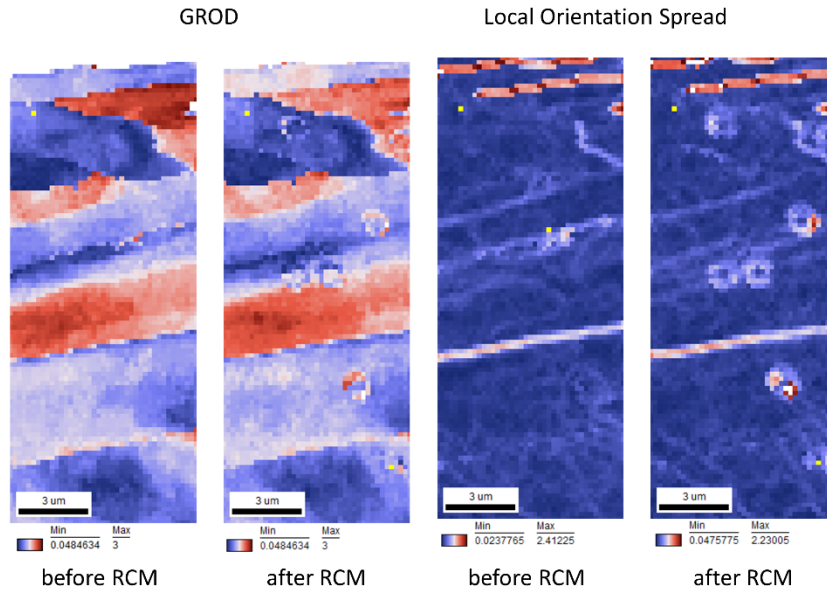 GROD
Local Orientation Spread
3 um
3 um
3 um
3 um
Min Max
0.0484634 3
Min Max
0.0484634 3
Min Max
0.0237765 2.41225
Min Max
0.0475775 2.23005
before RCM
after RCM
before RCM
after RCM